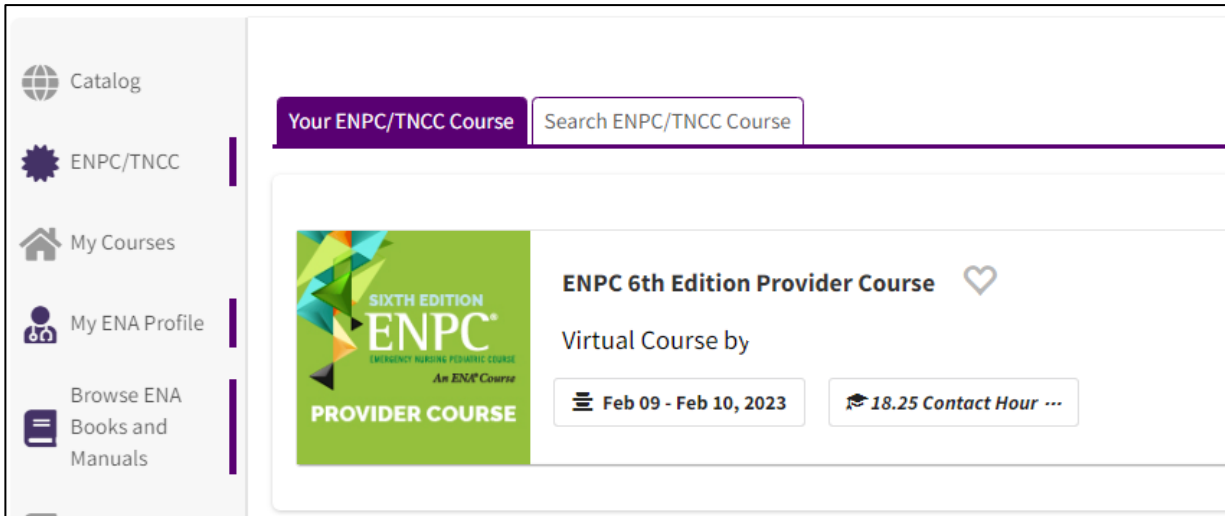 Catalog
ENPC/TNCC
My Courses
My ENA Profile
Browse ENA
Books and
Manuals
Your ENPC/TNCC Course
Search ENPC/TNCC Course
SIXTH EDITION
ENPC®
EMERGENCY NURSING PEDIATRIC COURSE
An ENA® Course
PROVIDER COURSE
ENPC 6th Edition Provider Course
Virtual Course by
Feb 09 - Feb 10, 2023
18.25 Contact Hour ···